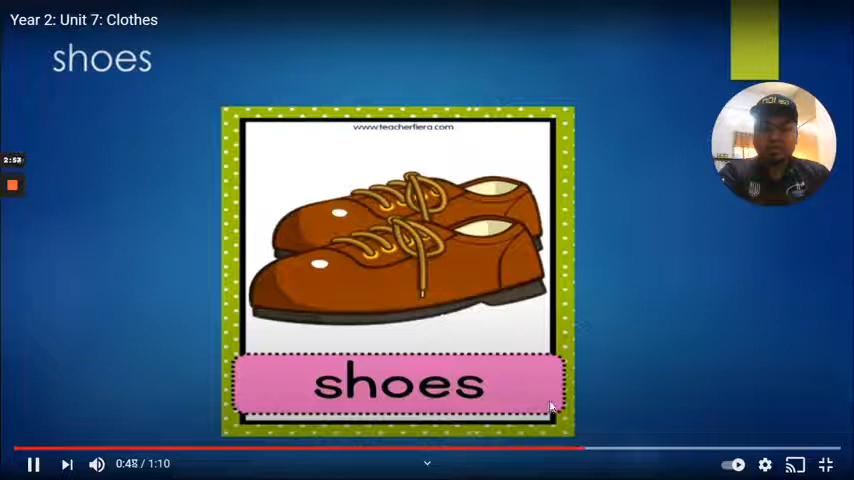 Year 2: Unit 7: Clothes
shoes
www.teacherfiera.com
shoes
0:48 / 1:10